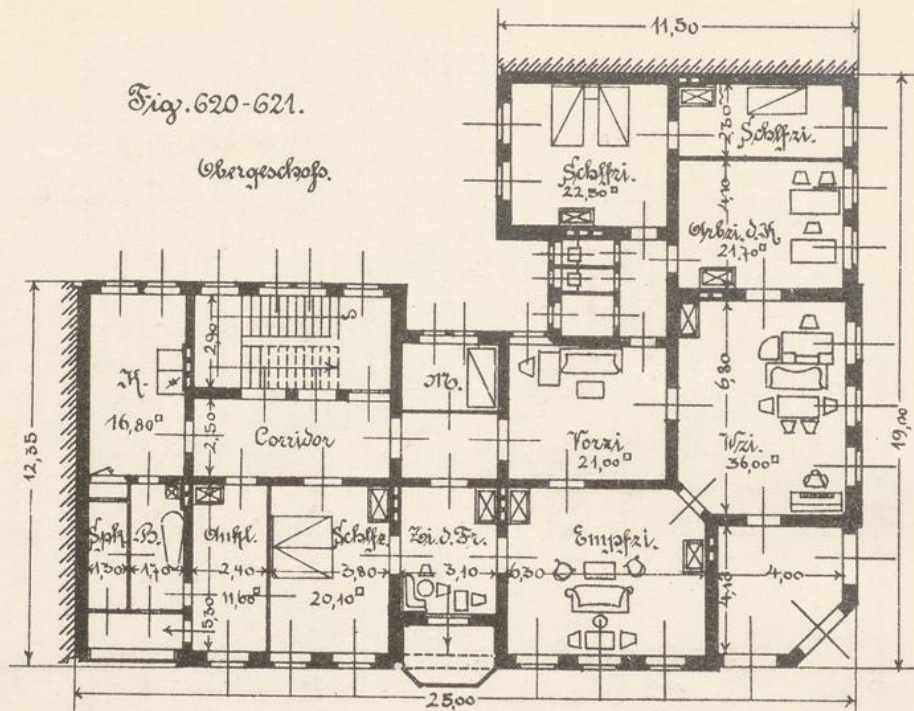 11,50
Fig. 620-621.
Obergeschoß.
Schlfzi.
22,50□
2,30
Schlfzi.
4,70
Arbzi. d. K
21,70□
12,35
19,00
2,90
S
K.
16,80□
2,50
Corridor
M.
Vorzi
21,00□
6,80
Wzi.
36,00□
Spk.
B.
Ankl.
Schlfz.
Zi. d. Fr.
Empfzi.
1,30
1,70
2,40
3,80
3,10
6,30
4,00
11,60□
20,10□
5,30
4,10
25,00